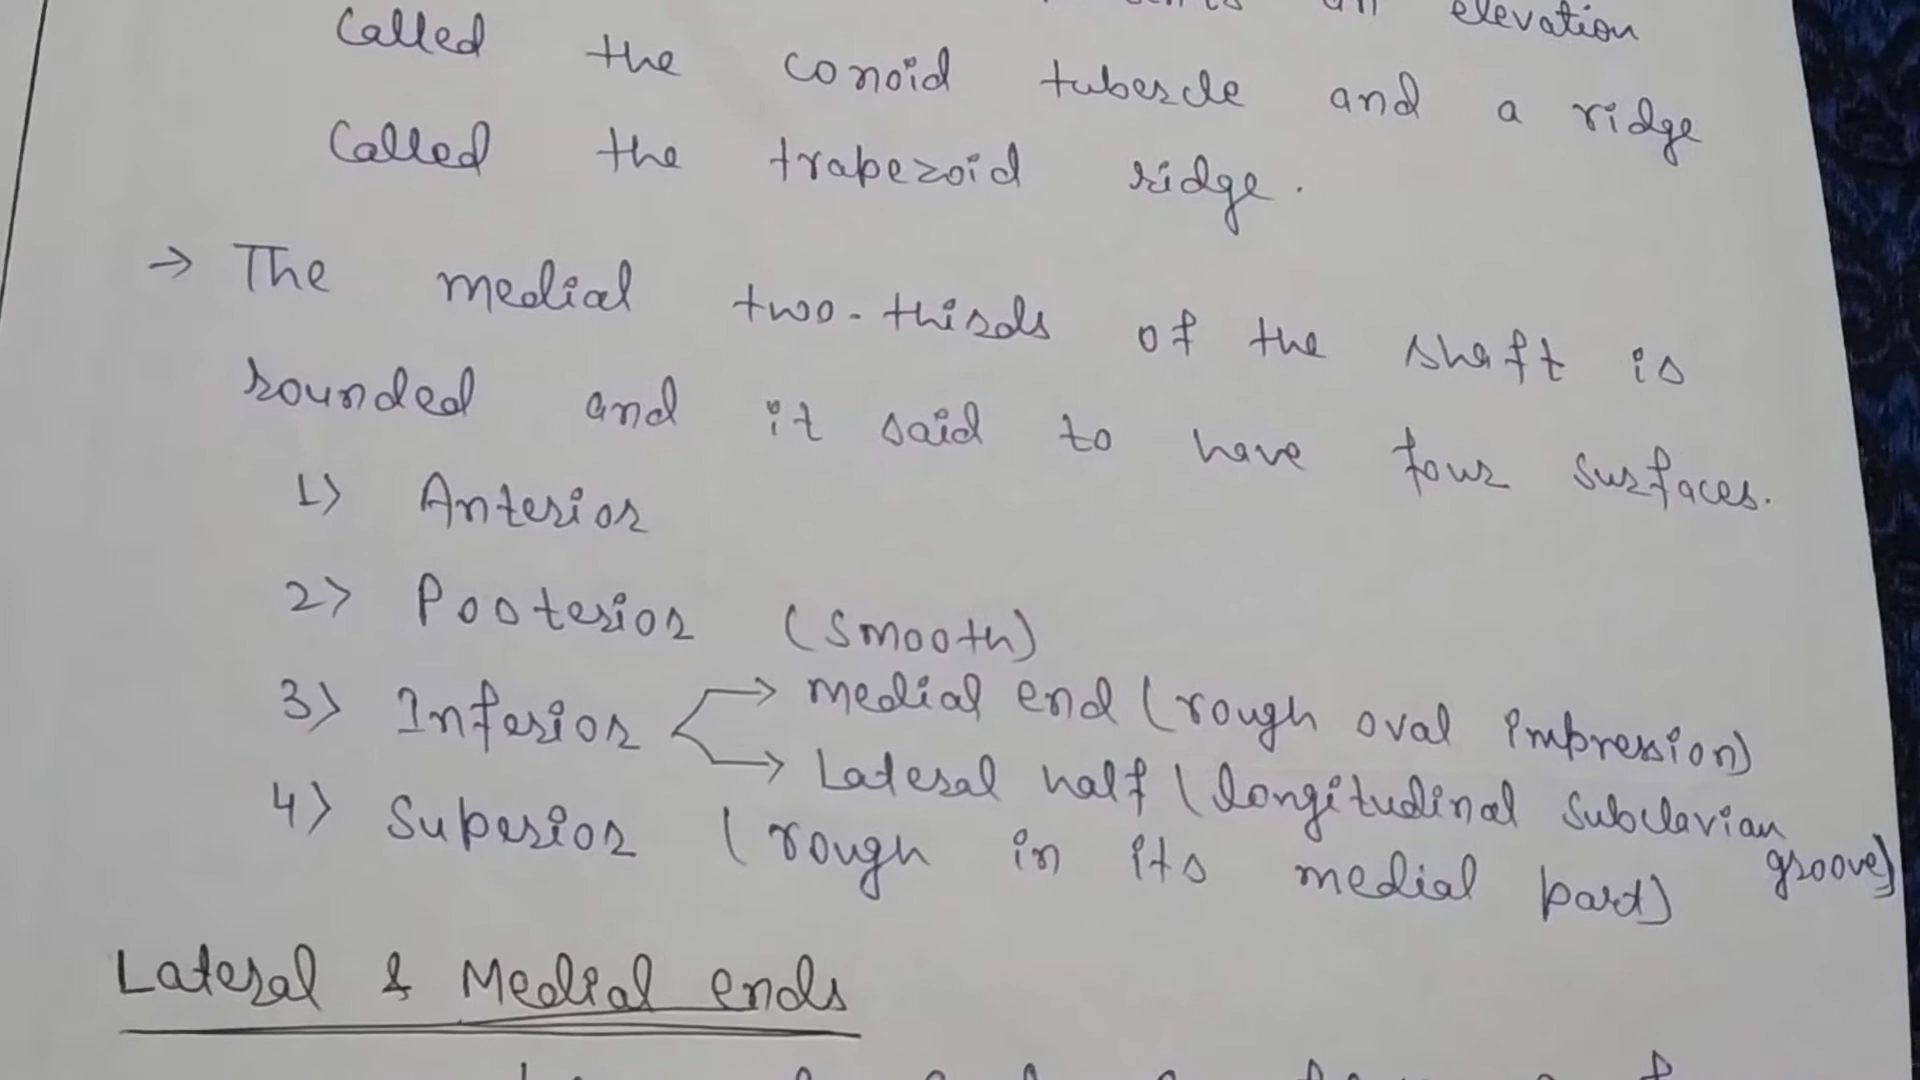 an elevation
Called the conoid tubercle and a ridge
Called the trapezoid ridge.
→ The medial two-thirds of the shaft is
rounded and it said to have four surfaces.
1) Anterior
2) Posterior (smooth)
3) Inferior → medial end (rough oval impression)
→ Lateral half (longitudinal subclavian groove)
4) Superior (rough in its medial part)
Lateral & Medial ends